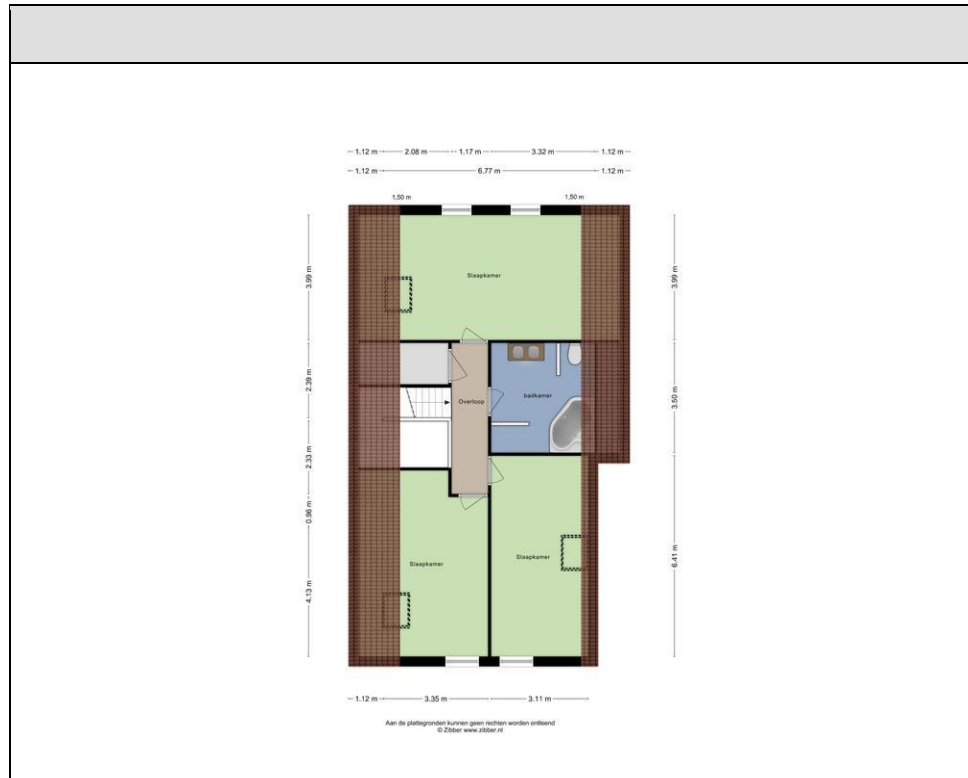 1.12 m 2.08 m 1.17 m 3.32 m 1.12 m
1.12 m 6.77 m 1.12 m
1,50 m 1,50 m
3.99 m
Slaapkamer
3.99 m
2.39 m
Overloop
badkamer
3.50 m
2.33 m
0.96 m
Slaapkamer
Slaapkamer
4.13 m
6.41 m
1.12 m 3.35 m 3.11 m
Aan de plattegronden kunnen geen rechten worden ontleend
© Zibber www.zibber.nl